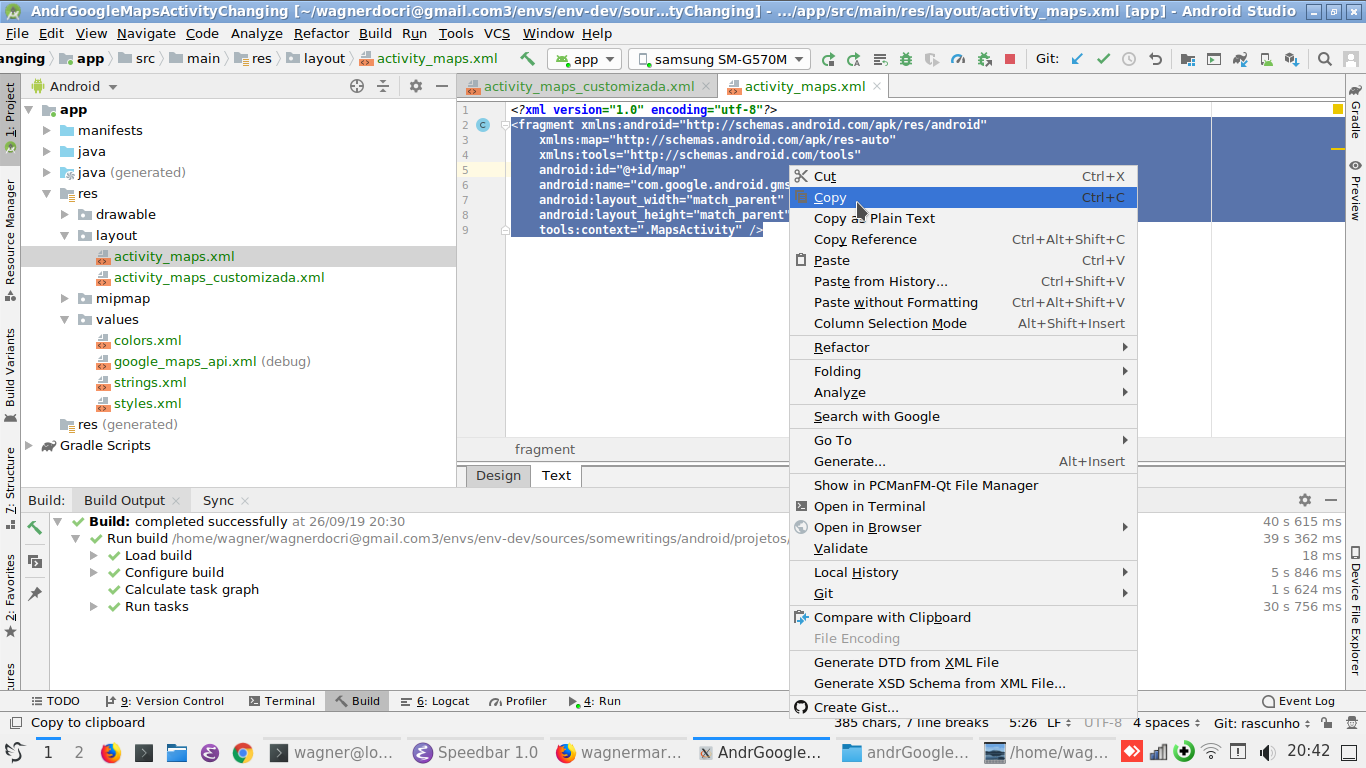 AndrGoogleMapsActivityChanging [~/wagnerdocri@gmail.com3/envs/env-dev/sour...tyChanging] - .../app/src/main/res/layout/activity_maps.xml [app] - Android Studio
File Edit View Navigate Code Analyze Refactor Build Run Tools VCS Window Help
anging app src main res layout activity_maps.xml app samsung SM-G570M Git:
Android
activity_maps_customizada.xml activity_maps.xml
1: Project
Resource Manager
Build Variants
7: Structure
2: Favorites
app
manifests
java
java (generated)
res
drawable
layout
activity_maps.xml
activity_maps_customizada.xml
mipmap
values
colors.xml
google_maps_api.xml (debug)
strings.xml
styles.xml
res (generated)
Gradle Scripts
1 <?xml version="1.0" encoding="utf-8"?>
2 <fragment xmlns:android="http://schemas.android.com/apk/res/android"
3 xmlns:map="http://schemas.android.com/apk/res-auto"
4 xmlns:tools="http://schemas.android.com/tools"
5 android:id="@+id/map"
6 android:name="com.google.android.gms
7 android:layout_width="match_parent"
8 android:layout_height="match_parent"
9 tools:context=".MapsActivity" />
fragment
Design Text
Cut Ctrl+X
Copy Ctrl+C
Copy as Plain Text
Copy Reference Ctrl+Alt+Shift+C
Paste Ctrl+V
Paste from History... Ctrl+Shift+V
Paste without Formatting Ctrl+Alt+Shift+V
Column Selection Mode Alt+Shift+Insert
Refactor
Folding
Analyze
Search with Google
Go To
Generate... Alt+Insert
Show in PCManFM-Qt File Manager
Open in Terminal
Open in Browser
Validate
Local History
Git
Compare with Clipboard
File Encoding
Generate DTD from XML File
Generate XSD Schema from XML File...
Create Gist...
Gradle
Preview
Device File Explorer
Build: Build Output Sync
Build: completed successfully at 26/09/19 20:30 40 s 615 ms
Run build /home/wagner/wagnerdocri@gmail.com3/envs/env-dev/sources/somewritings/android/projetos/ 39 s 362 ms
Load build 18 ms
Configure build 5 s 846 ms
Calculate task graph 1 s 624 ms
Run tasks 30 s 756 ms
TODO 9: Version Control Terminal Build 6: Logcat Profiler 4: Run Event Log
Copy to clipboard 385 chars, 7 line breaks 5:26 LF UTF-8 4 spaces Git: rascunho
1 2 wagner@lo... Speedbar 1.0 wagnermar... AndrGoogle... andrGoogle... /home/wag... 20:42